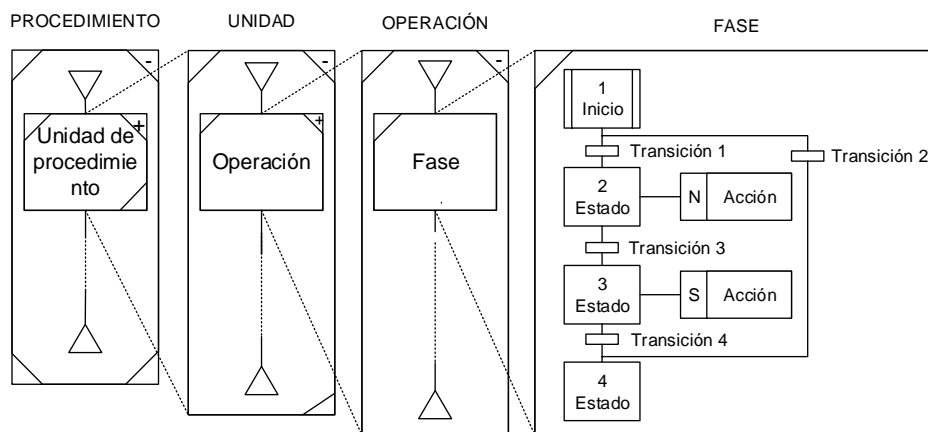 PROCEDIMIENTO
UNIDAD
OPERACIÓN
FASE
-
-
-
Unidad de
procedimie
nto
+
Operación
+
Fase
1
Inicio
Transición 1
Transición 2
2
Estado
N
Acción
Transición 3
3
Estado
S
Acción
Transición 4
4
Estado